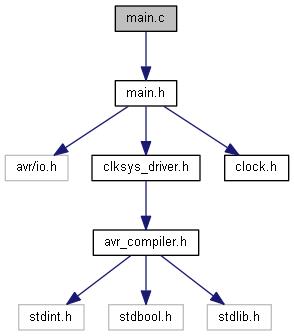 main.c
main.h
avr/io.h
clksys_driver.h
clock.h
avr_compiler.h
stdint.h
stdbool.h
stdlib.h